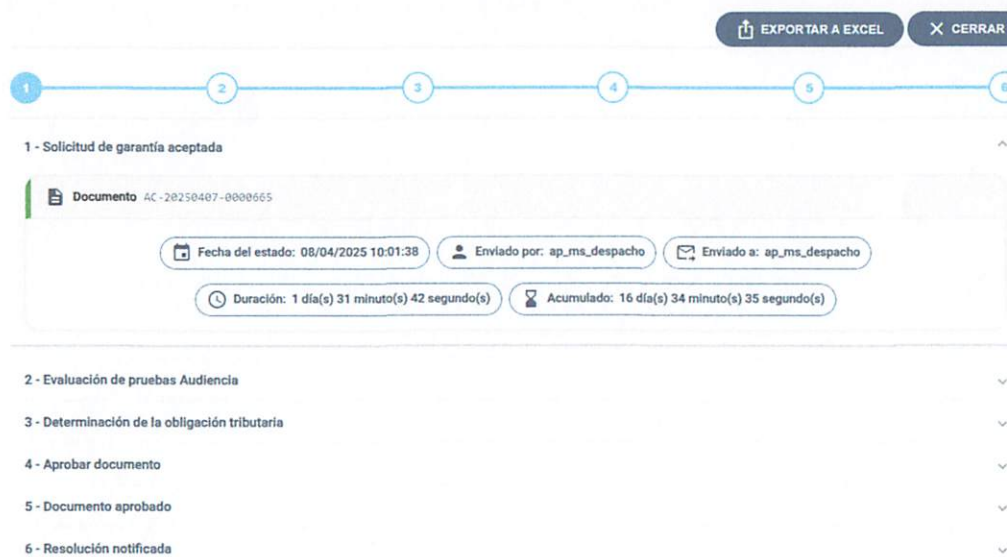 EXPORTAR A EXCEL CERRAR
1 2 3 4 5 6
1 - Solicitud de garantía aceptada
Documento AC-20250407-0000665
Fecha del estado: 08/04/2025 10:01:38 Enviado por: ap_ms_despacho Enviado a: ap_ms_despacho
Duración: 1 día(s) 31 minuto(s) 42 segundo(s) Acumulado: 16 día(s) 34 minuto(s) 35 segundo(s)
2 - Evaluación de pruebas Audiencia
3 - Determinación de la obligación tributaria
4 - Aprobar documento
5 - Documento aprobado
6 - Resolución notificada